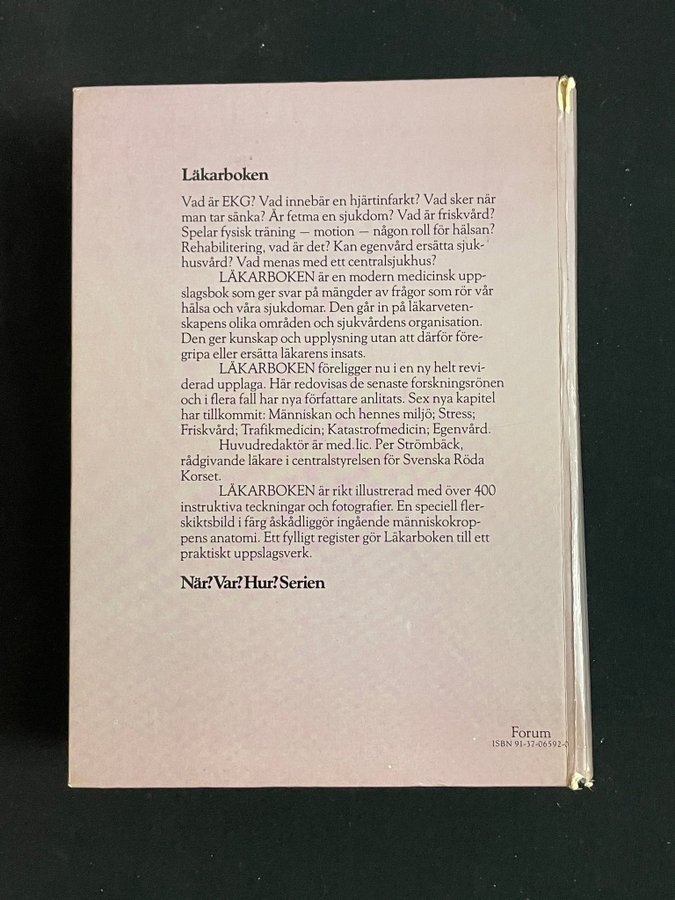 Läkarboken
Vad är EKG? Vad innebär en hjärtinfarkt? Vad sker när
man tar sänka? Är fetma en sjukdom? Vad är friskvård?
Spelar fysisk träning — motion — någon roll för hälsan?
Rehabilitering, vad är det? Kan egenvård ersätta sjuk-
husvård? Vad menas med ett centralsjukhus?
LÄKARBOKEN är en modern medicinsk upp-
slagsbok som ger svar på mängder av frågor som rör vår
hälsa och våra sjukdomar. Den går in på läkarveten-
skapens olika områden och sjukvårdens organisation.
Den ger kunskap och upplysning utan att därför före-
gripa eller ersätta läkarens insats.
LÄKARBOKEN föreligger nu i en ny helt revi-
derad upplaga. Här redovisas de senaste forskningsrönen
och i flera fall har nya författare anlitats. Sex nya kapitel
har tillkommit: Människan och hennes miljö; Stress;
Friskvård; Trafikmedicin; Katastrofmedicin; Egenvård.
Huvudredaktör är med. lic. Per Strömbäck,
rådgivande läkare i centralstyrelsen för Svenska Röda
Korset.
LÄKARBOKEN är rikt illustrerad med över 400
instruktiva teckningar och fotografier. En speciell fler-
skiktsbild i färg åskådliggör ingående människokrop-
pens anatomi. Ett fylligt register gör Läkarboken till ett
praktiskt uppslagsverk.
När? Var? Hur? Serien
Forum
ISBN 91-37-06592-